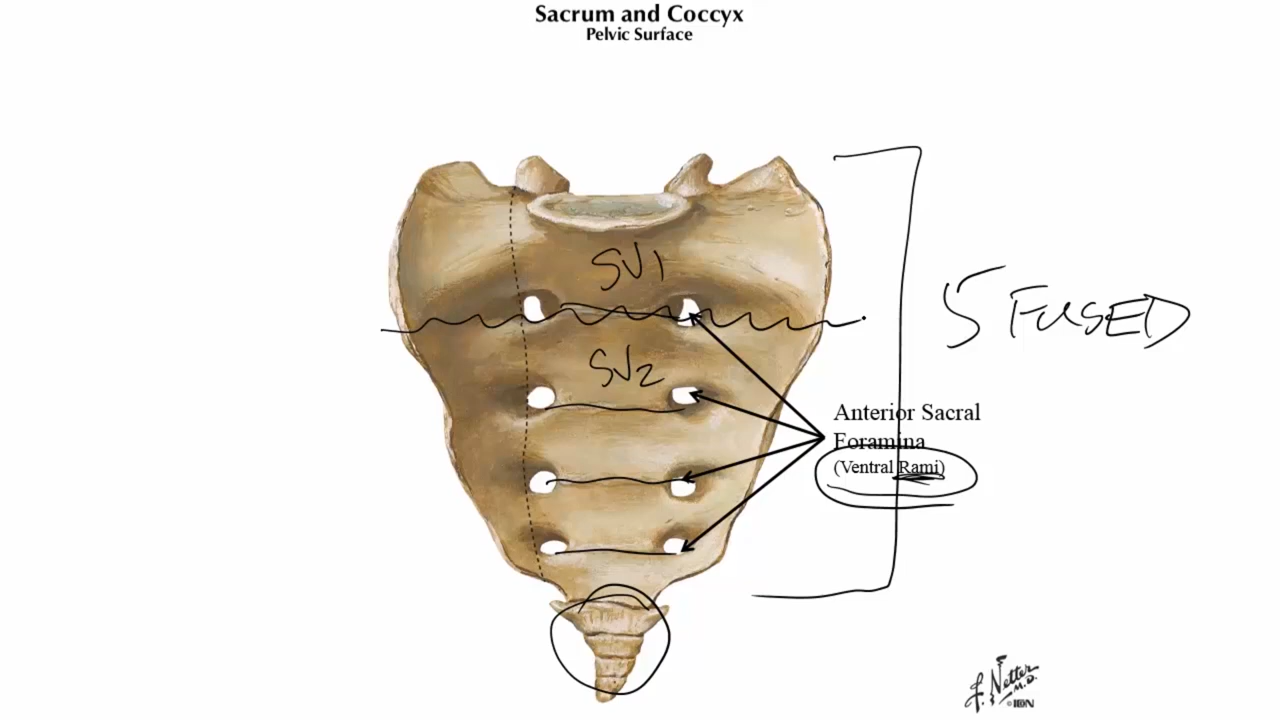 Sacrum and Coccyx
Pelvic Surface
SV1
SV2
5 FUSED
Anterior Sacral
Foramina
(Ventral Rami)
F. Netter
M.D.